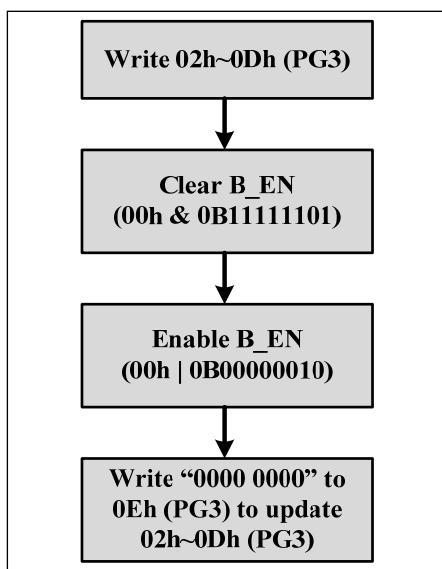 Write 02h~0Dh (PG3)
Clear B_EN
(00h & 0B11111101)
Enable B_EN
(00h | 0B00000010)
Write “0000 0000” to
0Eh (PG3) to update
02h~0Dh (PG3)